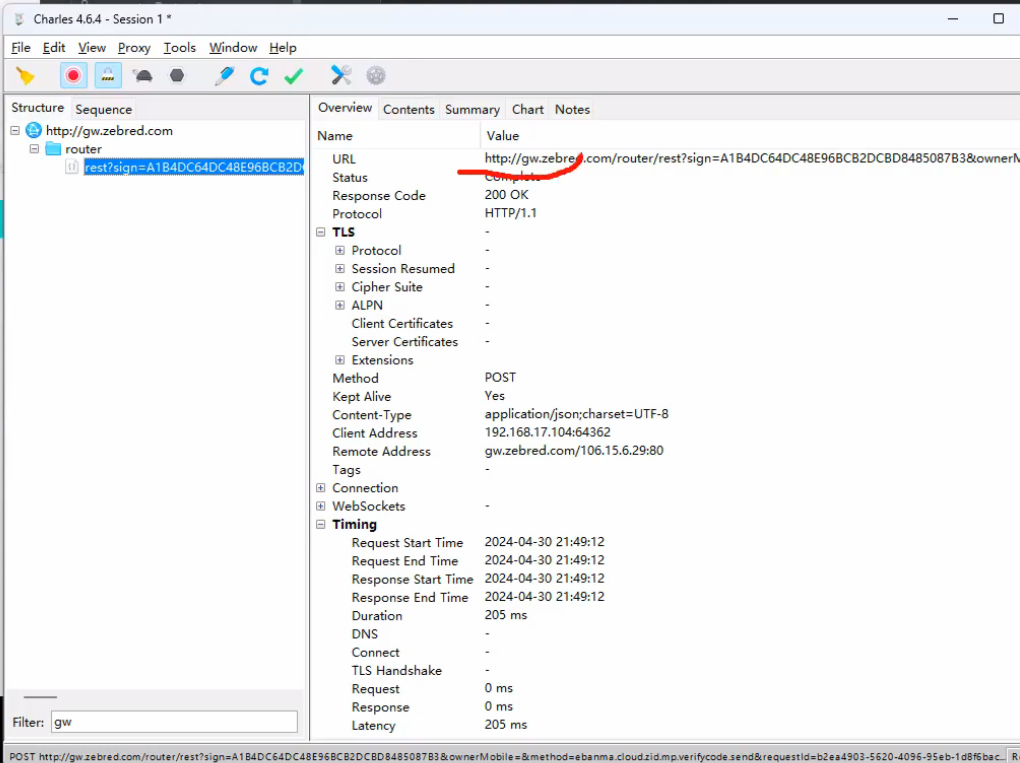 Charles 4.6.4 - Session 1 *
File Edit View Proxy Tools Window Help
Structure Sequence
http://gw.zebred.com
router
rest?sign=A1B4DC64DC48E96BCB2D
Overview Contents Summary Chart Notes
Name Value
URL http://gw.zebred.com/router/rest?sign=A1B4DC64DC48E96BCB2DCBD8485087B3&ownerM
Status Complete
Response Code 200 OK
Protocol HTTP/1.1
TLS -
Protocol -
Session Resumed -
Cipher Suite -
ALPN -
Client Certificates -
Server Certificates -
Extensions -
Method POST
Kept Alive Yes
Content-Type application/json;charset=UTF-8
Client Address 192.168.17.104:64362
Remote Address gw.zebred.com/106.15.6.29:80
Tags -
Connection
WebSockets -
Timing
Request Start Time 2024-04-30 21:49:12
Request End Time 2024-04-30 21:49:12
Response Start Time 2024-04-30 21:49:12
Response End Time 2024-04-30 21:49:12
Duration 205 ms
DNS -
Connect -
TLS Handshake -
Request 0 ms
Response 0 ms
Latency 205 ms
Filter: gw
POST http://gw.zebred.com/router/rest?sign=A1B4DC64DC48E96BCB2DCBD8485087B3&ownerMobile=&method=ebanma.cloud.zid.mp.verifycode.send&requestId=b2ea4903-5620-4096-95eb-1d8f6bac... R